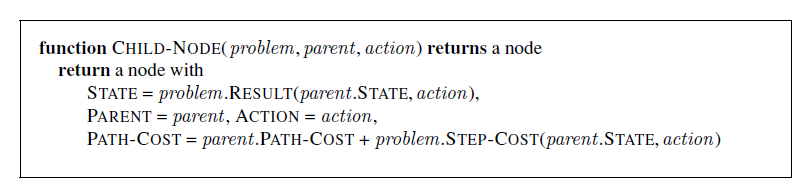 function CHILD-NODE(problem, parent, action) returns a node
return a node with
STATE = problem.RESULT(parent.STATE, action),
PARENT = parent, ACTION = action,
PATH-COST = parent.PATH-COST + problem.STEP-COST(parent.STATE, action)